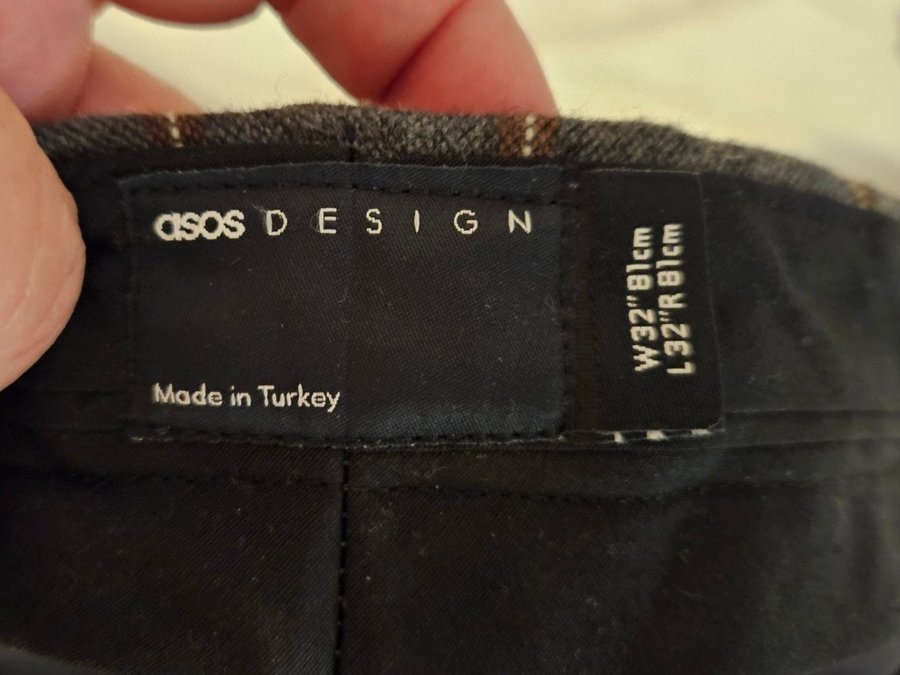 asos DESIGN
Made in Turkey
W32" 81cm
L32"R 81cm